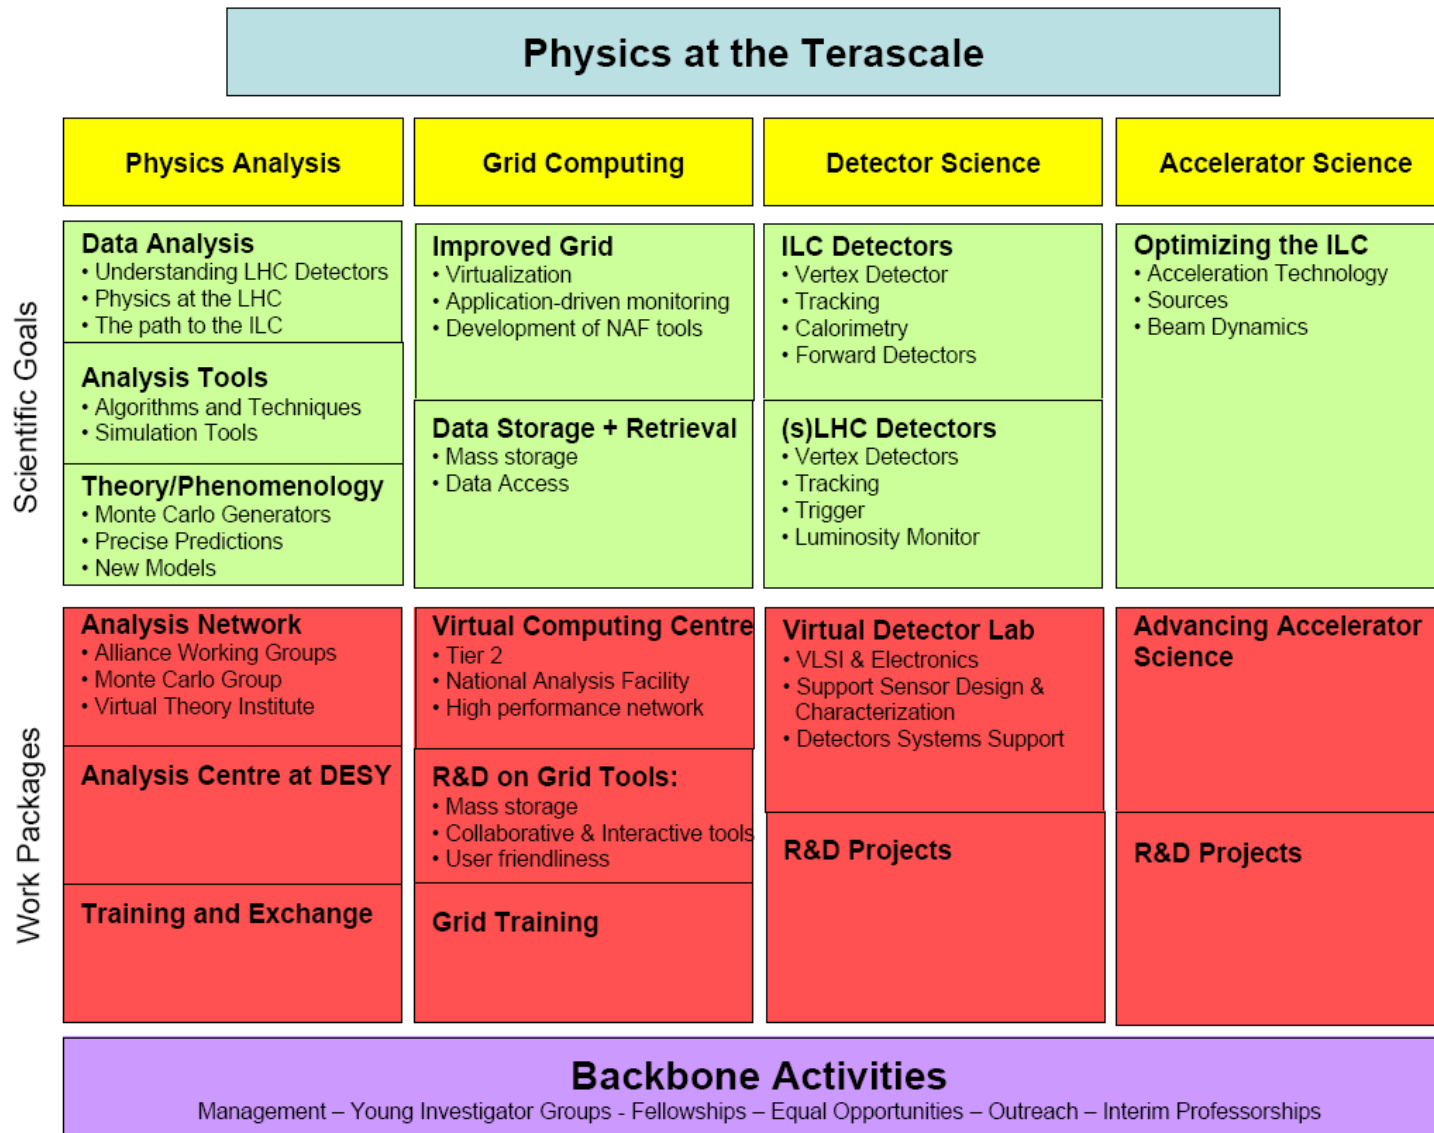 Physics at the Terascale
Physics Analysis
Grid Computing
Detector Science
Accelerator Science
Scientific Goals
Data Analysis
• Understanding LHC Detectors
• Physics at the LHC
• The path to the ILC
Analysis Tools
• Algorithms and Techniques
• Simulation Tools
Theory/Phenomenology
• Monte Carlo Generators
• Precise Predictions
• New Models
Improved Grid
• Virtualization
• Application-driven monitoring
• Development of NAF tools
Data Storage + Retrieval
• Mass storage
• Data Access
ILC Detectors
• Vertex Detector
• Tracking
• Calorimetry
• Forward Detectors
(s)LHC Detectors
• Vertex Detectors
• Tracking
• Trigger
• Luminosity Monitor
Optimizing the ILC
• Acceleration Technology
• Sources
• Beam Dynamics
Work Packages
Analysis Network
• Alliance Working Groups
• Monte Carlo Group
• Virtual Theory Institute
Analysis Centre at DESY
Training and Exchange
Virtual Computing Centre
• Tier 2
• National Analysis Facility
• High performance network
R&D on Grid Tools:
• Mass storage
• Collaborative & Interactive tools
• User friendliness
Grid Training
Virtual Detector Lab
• VLSI & Electronics
• Support Sensor Design &
Characterization
• Detectors Systems Support
R&D Projects
Advancing Accelerator
Science
R&D Projects
Backbone Activities
Management – Young Investigator Groups - Fellowships – Equal Opportunities – Outreach – Interim Professorships